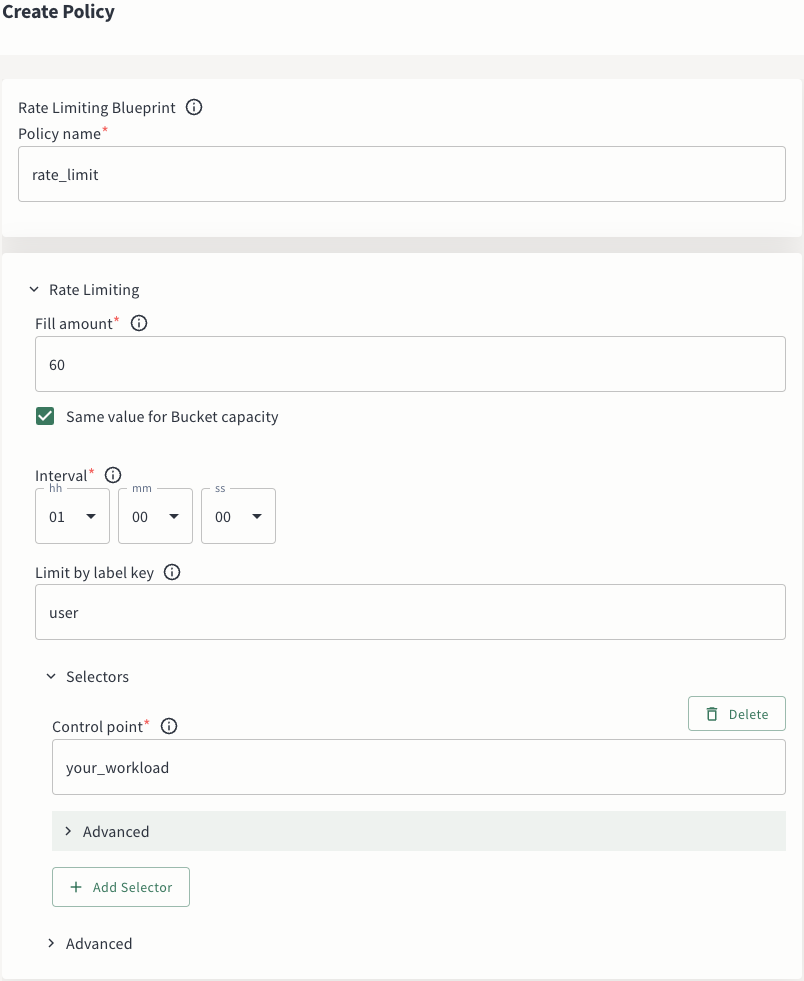 Create Policy
Rate Limiting Blueprint
Policy name*
rate_limit
Rate Limiting
Fill amount*
60
Same value for Bucket capacity
Interval*
hh mm ss
01 00 00
Limit by label key
user
Selectors
Delete
Control point*
your_workload
Advanced
+ Add Selector
Advanced